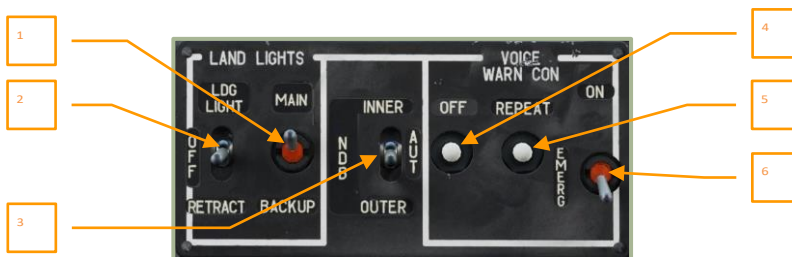 1
2
3
4
5
6
LAND LIGHTS
VOICE
WARN CON
LDG
LIGHT
MAIN
INNER
OFF
REPEAT
ON
OFF
NDB
AUT
EMERG
RETRACT
BACKUP
OUTER